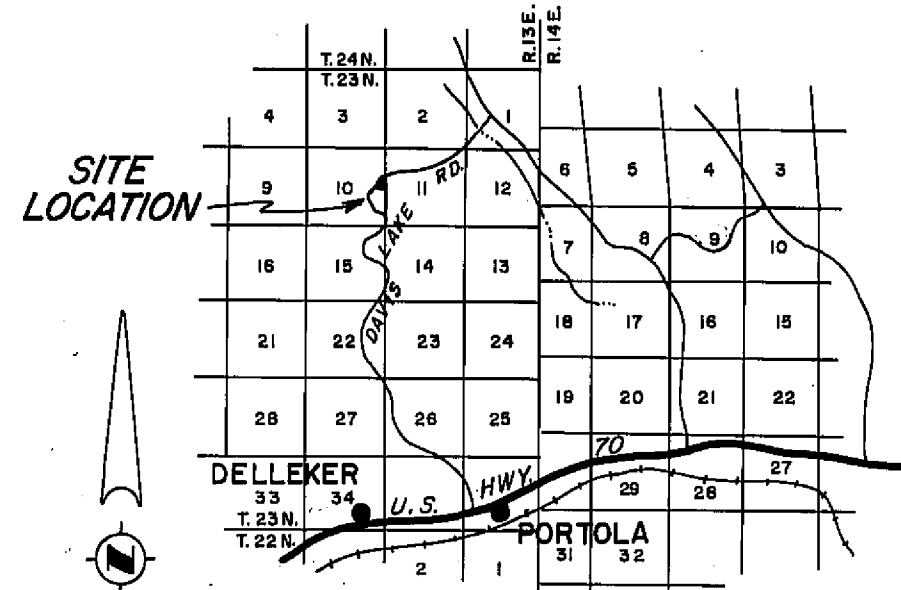 R.13E.
R.14E.
T.24N.
T.23N.
4 3 2 1
6 5 4 3
SITE
LOCATION
9 10 11 12
RD.
7 8 9 10
LAKE
DAVIS
16 15 14 13
18 17 16 15
21 22 23 24
19 20 21 22
28 27 26 25
70
DELLEKER
HWY.
U.S.
33 34
29 28 27
T.23N.
T.22N.
PORTOLA
2 1 31 32
N